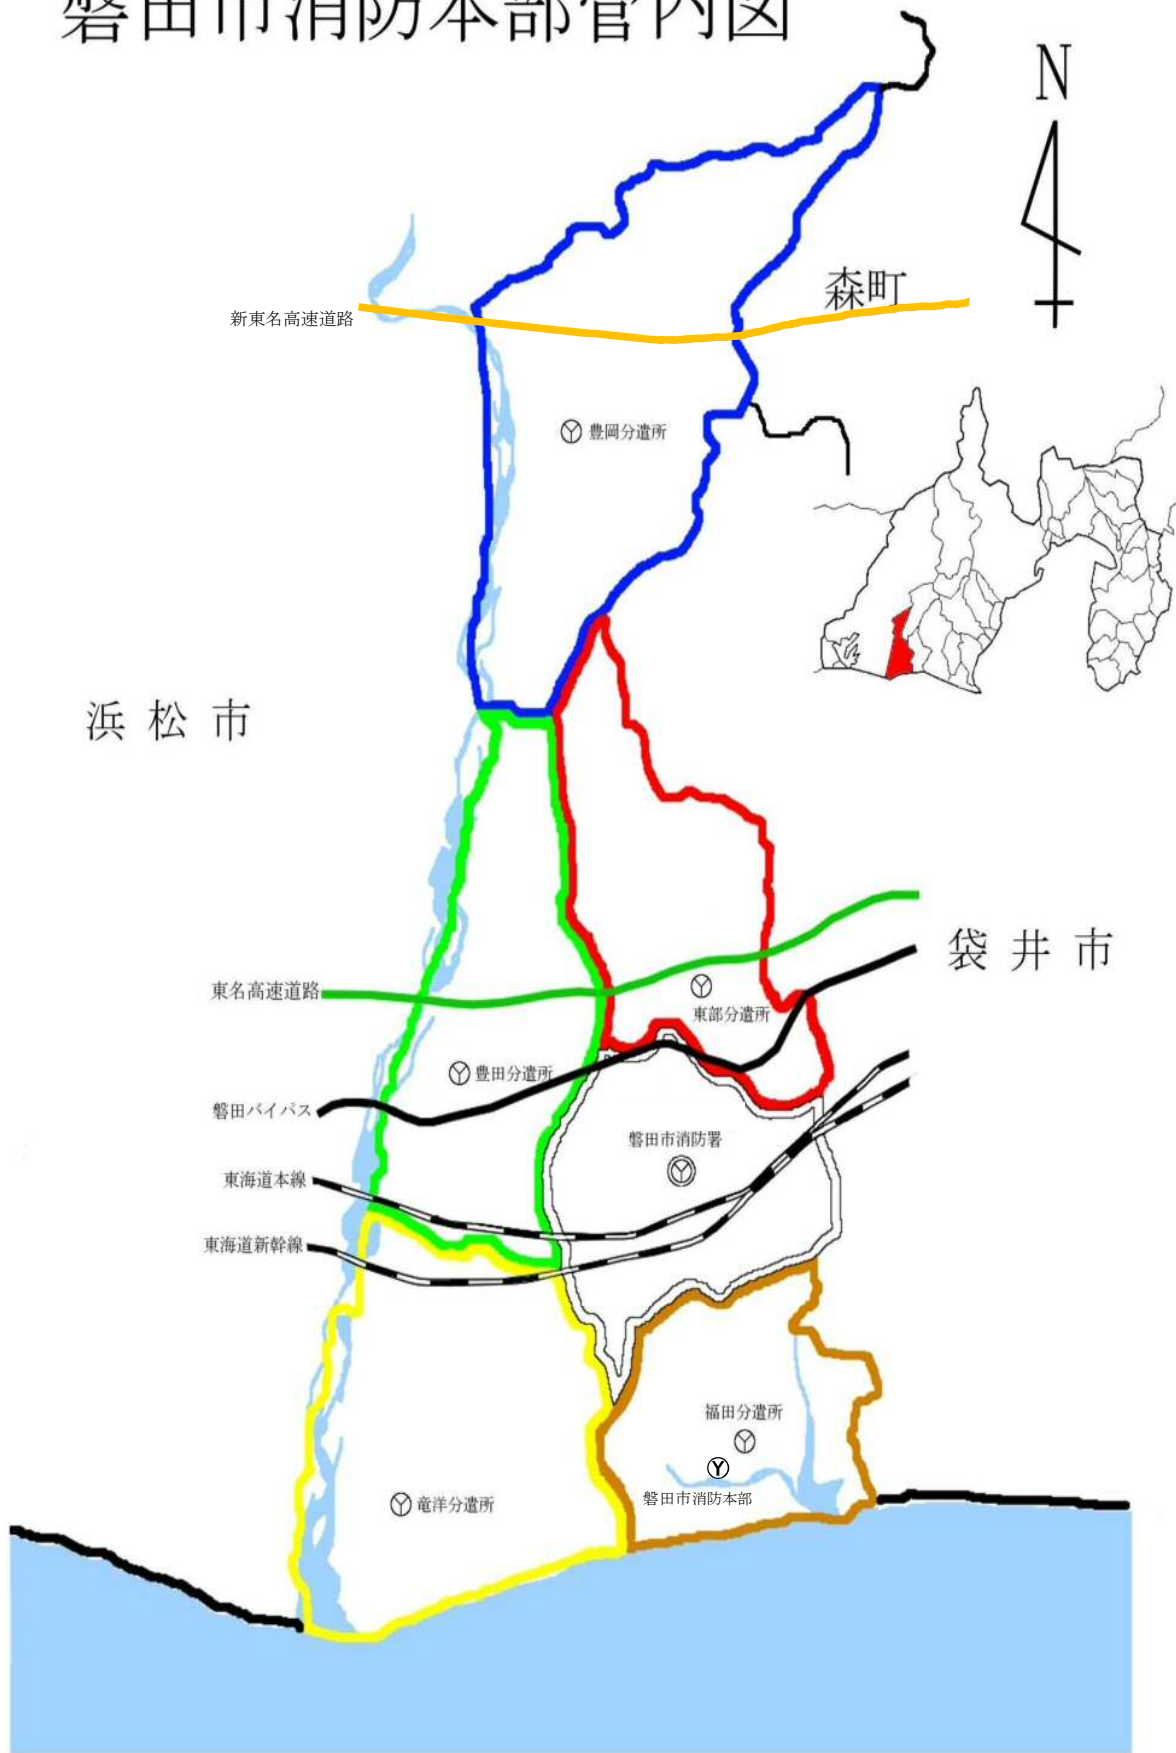 磐田市消防本部管内図
N
森町
新東名高速道路
豊岡分遣所
浜松市
袋井市
東名高速道路
東部分遣所
豊田分遣所
磐田バイパス
磐田市消防署
東海道本線
東海道新幹線
福田分遣所
磐田市消防本部
竜洋分遣所